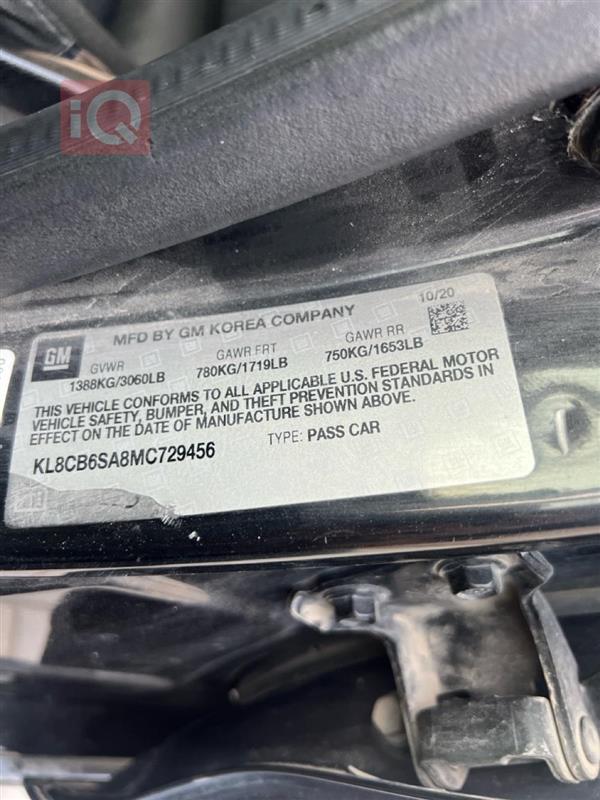 iQ
MFD BY GM KOREA COMPANY 10/20
GM
GVWR GAWR FRT GAWR RR
1388KG/3060LB 780KG/1719LB 750KG/1653LB
THIS VEHICLE CONFORMS TO ALL APPLICABLE U.S. FEDERAL MOTOR
VEHICLE SAFETY, BUMPER, AND THEFT PREVENTION STANDARDS IN
EFFECT ON THE DATE OF MANUFACTURE SHOWN ABOVE.
KL8CB6SA8MC729456 TYPE: PASS CAR